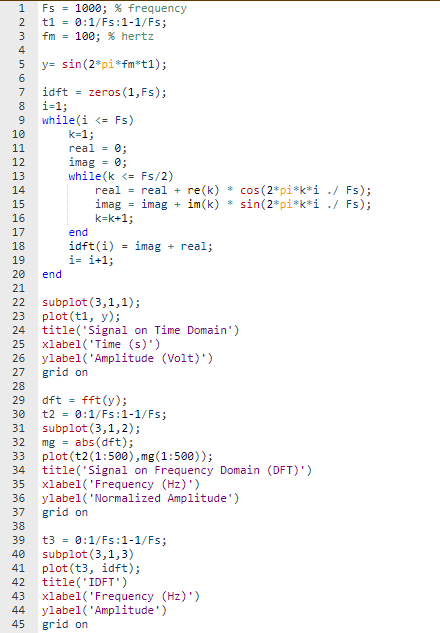 1 Fs = 1000; % frequency
2 t1 = 0:1/Fs:1-1/Fs;
3 fm = 100; % hertz
4
5 y= sin(2*pi*fm*t1);
6
7 idft = zeros(1,Fs);
8 i=1;
9 while(i <= Fs)
10 k=1;
11 real = 0;
12 imag = 0;
13 while(k <= Fs/2)
14 real = real + re(k) * cos(2*pi*k*i ./ Fs);
15 imag = imag + im(k) * sin(2*pi*k*i ./ Fs);
16 k=k+1;
17 end
18 idft(i) = imag + real;
19 i= i+1;
20 end
21
22 subplot(3,1,1);
23 plot(t1, y);
24 title('Signal on Time Domain')
25 xlabel('Time (s)')
26 ylabel('Amplitude (Volt)')
27 grid on
28
29 dft = fft(y);
30 t2 = 0:1/Fs:1-1/Fs;
31 subplot(3,1,2);
32 mg = abs(dft);
33 plot(t2(1:500),mg(1:500));
34 title('Signal on Frequency Domain (DFT)')
35 xlabel('Frequency (Hz)')
36 ylabel('Normalized Amplitude')
37 grid on
38
39 t3 = 0:1/Fs:1-1/Fs;
40 subplot(3,1,3)
41 plot(t3, idft);
42 title('IDFT')
43 xlabel('Frequency (Hz)')
44 ylabel('Amplitude')
45 grid on